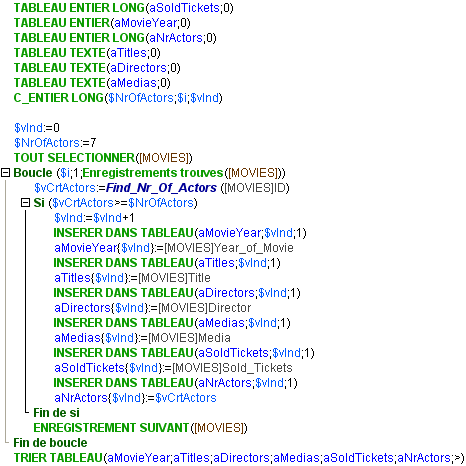 TABLEAU ENTIER LONG(aSoldTickets;0)
TABLEAU ENTIER(aMovieYear;0)
TABLEAU ENTIER LONG(aNrActors;0)
TABLEAU TEXTE(aTitles;0)
TABLEAU TEXTE(aDirectors;0)
TABLEAU TEXTE(aMedias;0)
C_ENTIER LONG($NrOfActors;$i;$vInd)
$vInd:=0
$NrOfActors:=7
TOUT SELECTIONNER([MOVIES])
Boucle ($i;1;Enregistrements trouves([MOVIES]))
$vCrtActors:=Find_Nr_Of_Actors ([MOVIES]ID)
Si ($vCrtActors>=$NrOfActors)
$vInd:=$vInd+1
INSERER DANS TABLEAU(aMovieYear;$vInd;1)
aMovieYear{$vInd}:=[MOVIES]Year_of_Movie
INSERER DANS TABLEAU(aTitles;$vInd;1)
aTitles{$vInd}:=[MOVIES]Title
INSERER DANS TABLEAU(aDirectors;$vInd;1)
aDirectors{$vInd}:=[MOVIES]Director
INSERER DANS TABLEAU(aMedias;$vInd;1)
aMedias{$vInd}:=[MOVIES]Media
INSERER DANS TABLEAU(aSoldTickets;$vInd;1)
aSoldTickets{$vInd}:=[MOVIES]Sold_Tickets
INSERER DANS TABLEAU(aNrActors;$vInd;1)
aNrActors{$vInd}:=$vCrtActors
Fin de si
ENREGISTREMENT SUIVANT([MOVIES])
Fin de boucle
TRIER TABLEAU(aMovieYear;aTitles;aDirectors;aMedias;aSoldTickets;aNrActors;>)